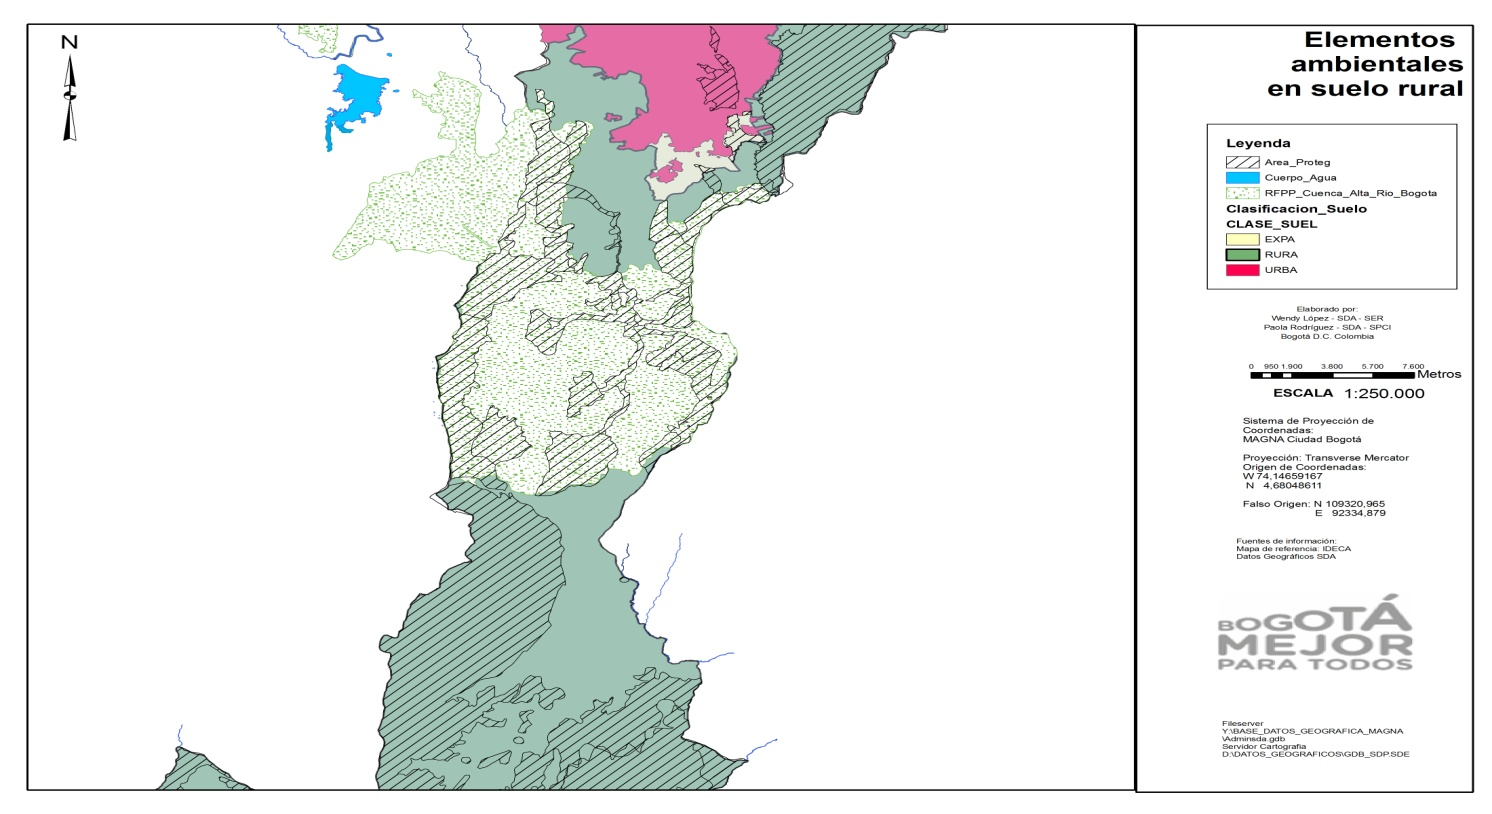 N
Elementos
ambientales
en suelo rural
Leyenda
Area_Proteg
Cuerpo_Agua
RFPP_Cuenca_Alta_Rio_Bogota
Clasificacion_Suelo
CLASE_SUEL
EXPA
RURA
URBA
Elaborado por:
Wendy López - SDA - SER
Paola Rodríguez - SDA - SPCI
Bogotá D.C. Colombia
0 950 1.900 3.800 5.700 7.600
Metros
ESCALA 1:250.000
Sistema de Proyección de
Coordenadas:
MAGNA Ciudad Bogotá
Proyección: Transverse Mercator
Origen de Coordenadas:
W 74,14659167
N 4,68048611
Falso Origen: N 109320,965
E 92334,879
Fuentes de información:
Mapa de referencia: IDECA
Datos Geográficos SDA
BOGOTÁ
MEJOR
PARA TODOS
Fileserver
Y:\BASE_DATOS_GEOGRAFICA_MAGNA
\Adminsda.gdb
Servidor Cartografia
D:\DATOS_GEOGRAFICOS\GDB_SDP.SDE